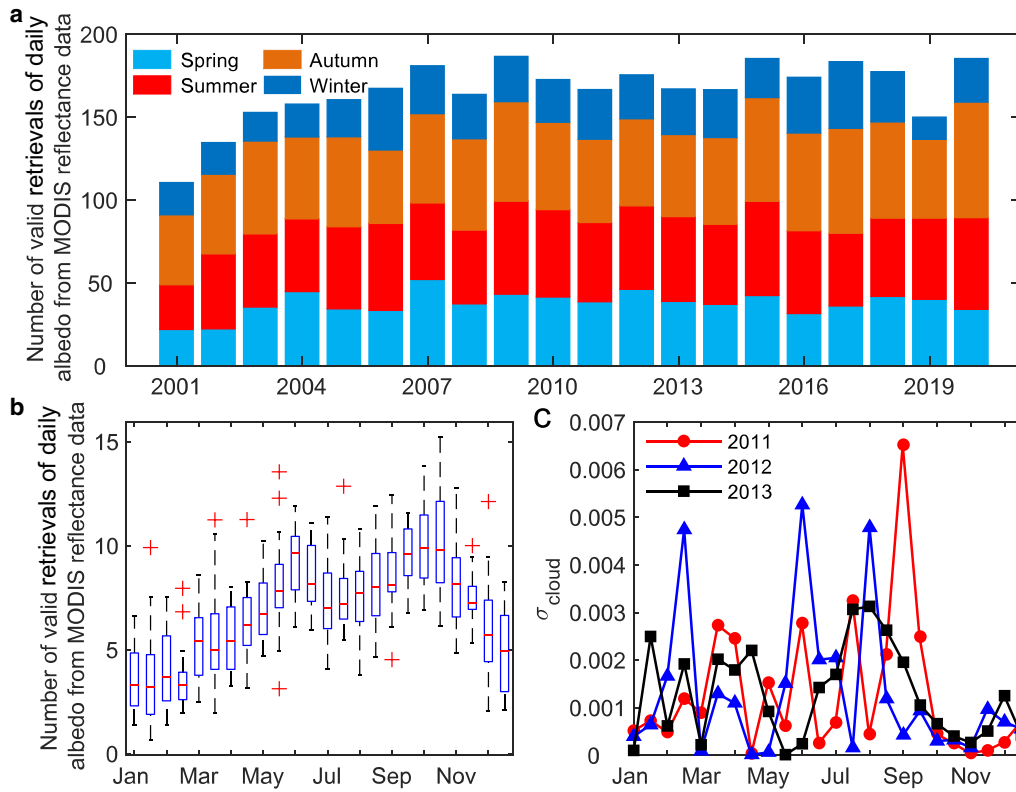 a
Number of valid retrievals of daily
albedo from MODIS reflectance data
200
150
100
50
0
Spring
Summer
Autumn
Winter
2001 2004 2007 2010 2013 2016 2019
b
Number of valid retrievals of daily
albedo from MODIS reflectance data
15
10
5
0
Jan Mar May Jul Sep Nov
C
σcloud
0.007
0.006
0.005
0.004
0.003
0.002
0.001
0
2011
2012
2013
Jan Mar May Jul Sep Nov